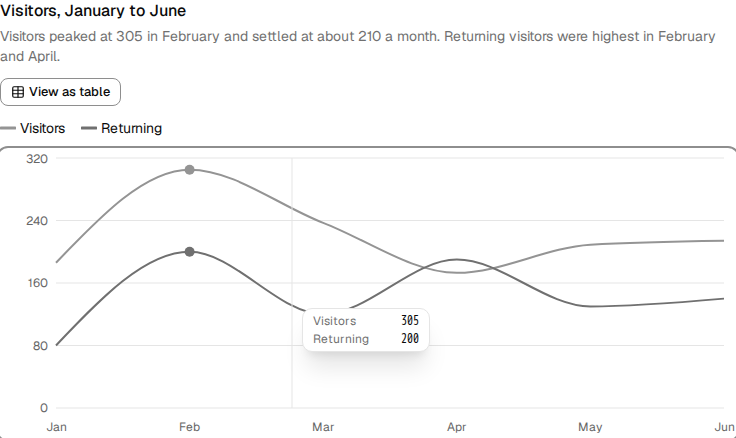 Visitors, January to June
Visitors peaked at 305 in February and settled at about 210 a month. Returning visitors were highest in February
and April.
View as table
Visitors Returning
320
240
160
80
0
Visitors 305
Returning 200
Jan Feb Mar Apr May Jun